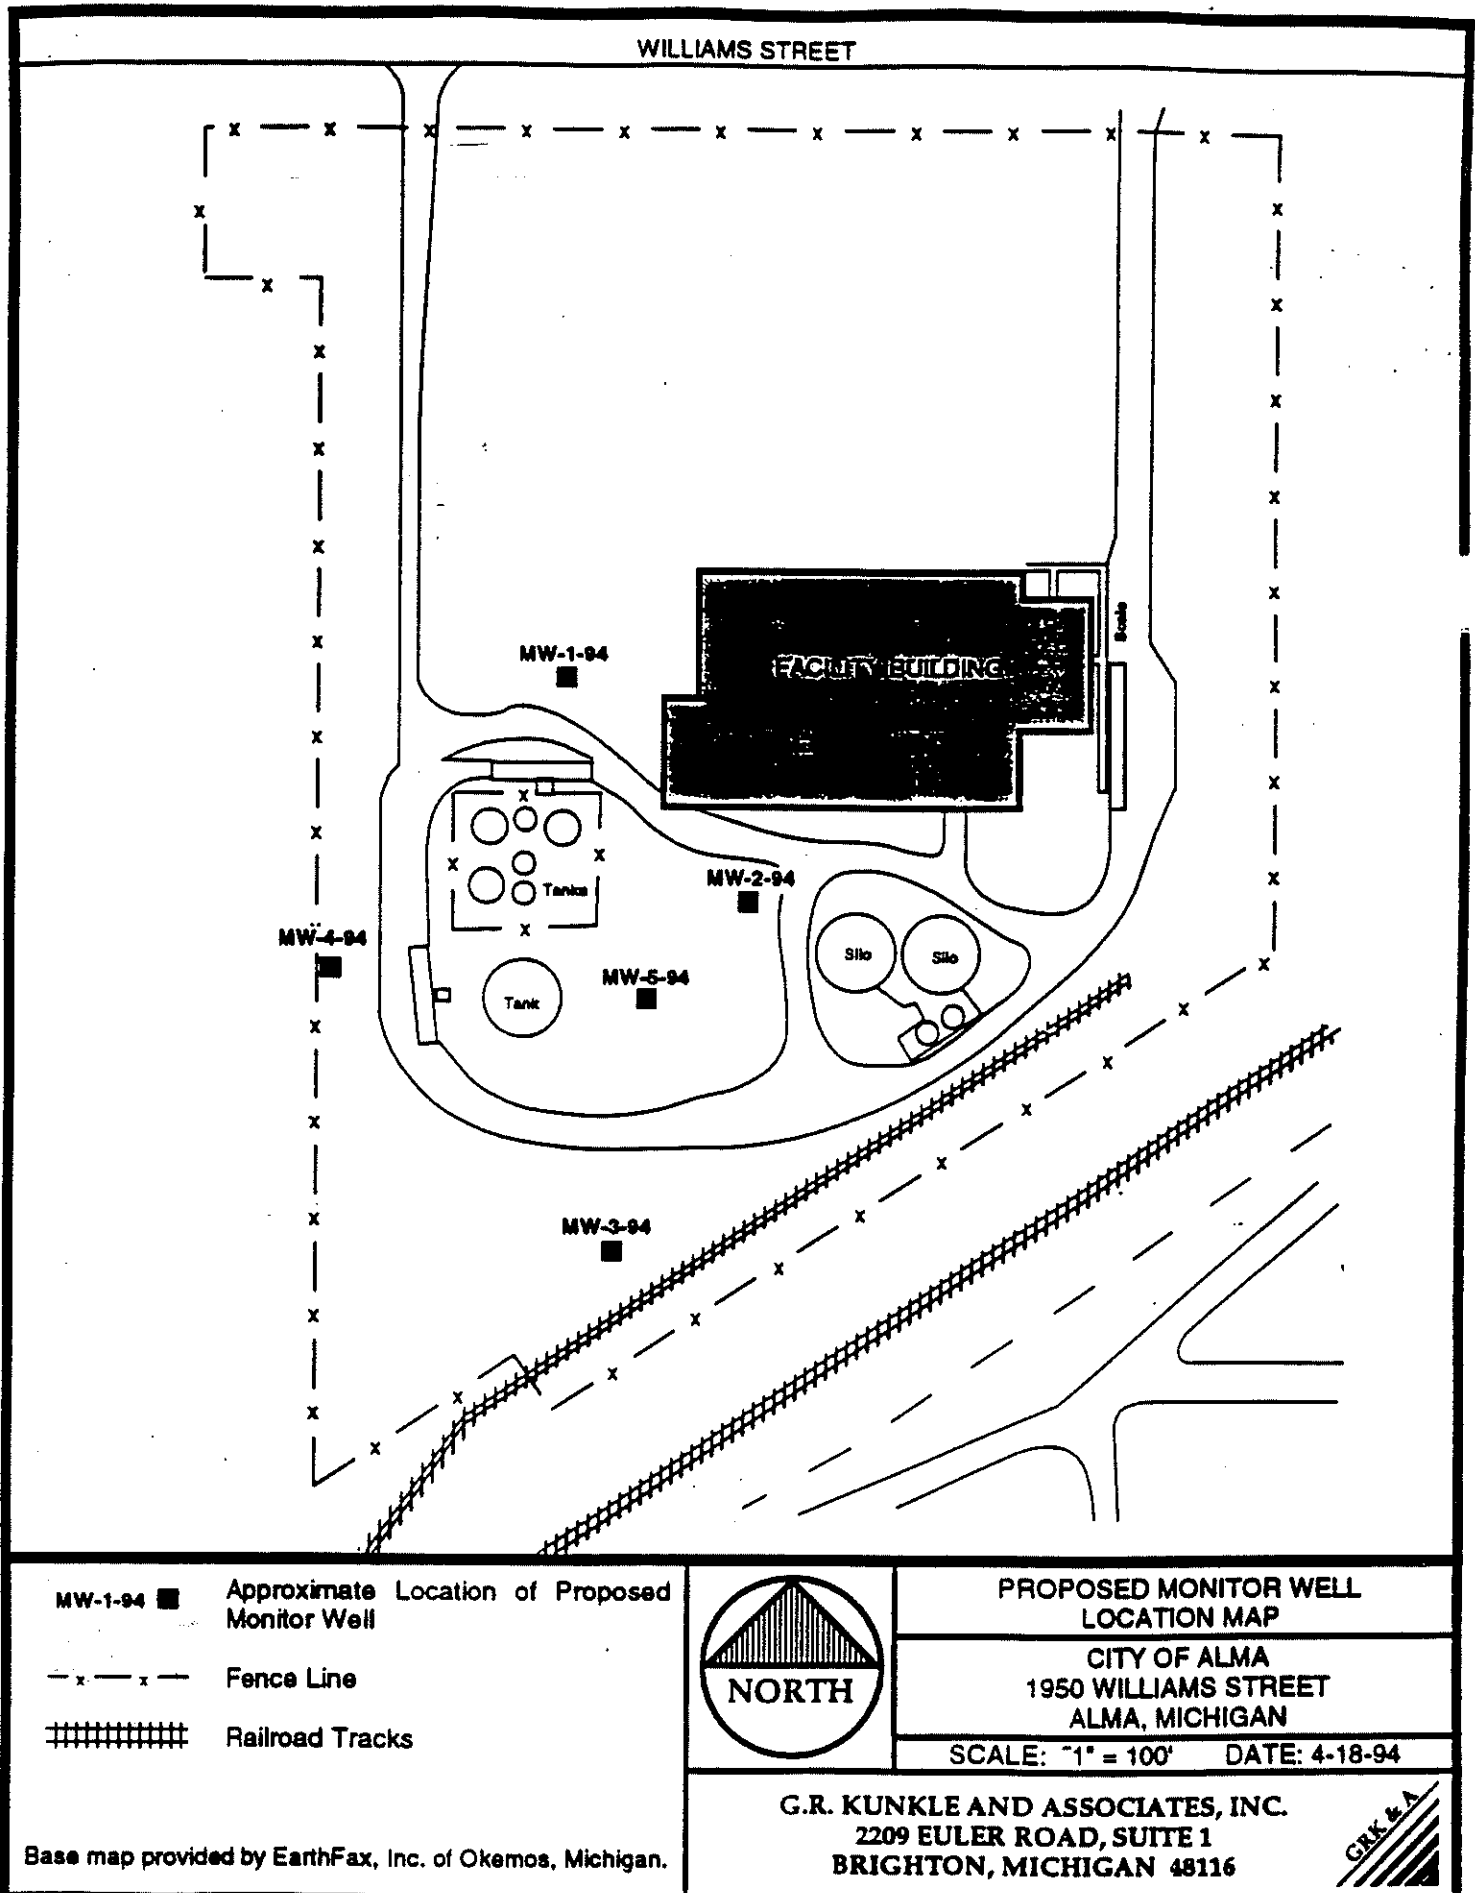 WILLIAMS STREET
FACILITY BUILDING
Scale
MW-1-94
Tanks
MW-2-94
MW-4-94
Silo
Silo
MW-5-94
Tank
MW-3-94
MW-1-94
Approximate Location of Proposed
Monitor Well
Fence Line
Railroad Tracks
Base map provided by EarthFax, Inc. of Okemos, Michigan.
NORTH
PROPOSED MONITOR WELL
LOCATION MAP
CITY OF ALMA
1950 WILLIAMS STREET
ALMA, MICHIGAN
SCALE: ~1" = 100' DATE: 4-18-94
G.R. KUNKLE AND ASSOCIATES, INC.
2209 EULER ROAD, SUITE 1
BRIGHTON, MICHIGAN 48116
GRK & A